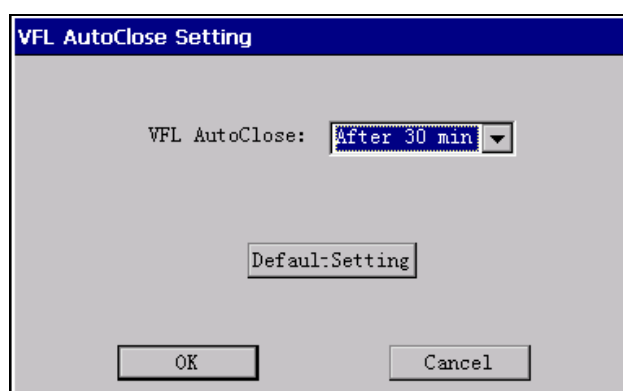 VFL AutoClose Setting
VFL AutoClose: After 30 min
Defaul-Setting
OK Cancel